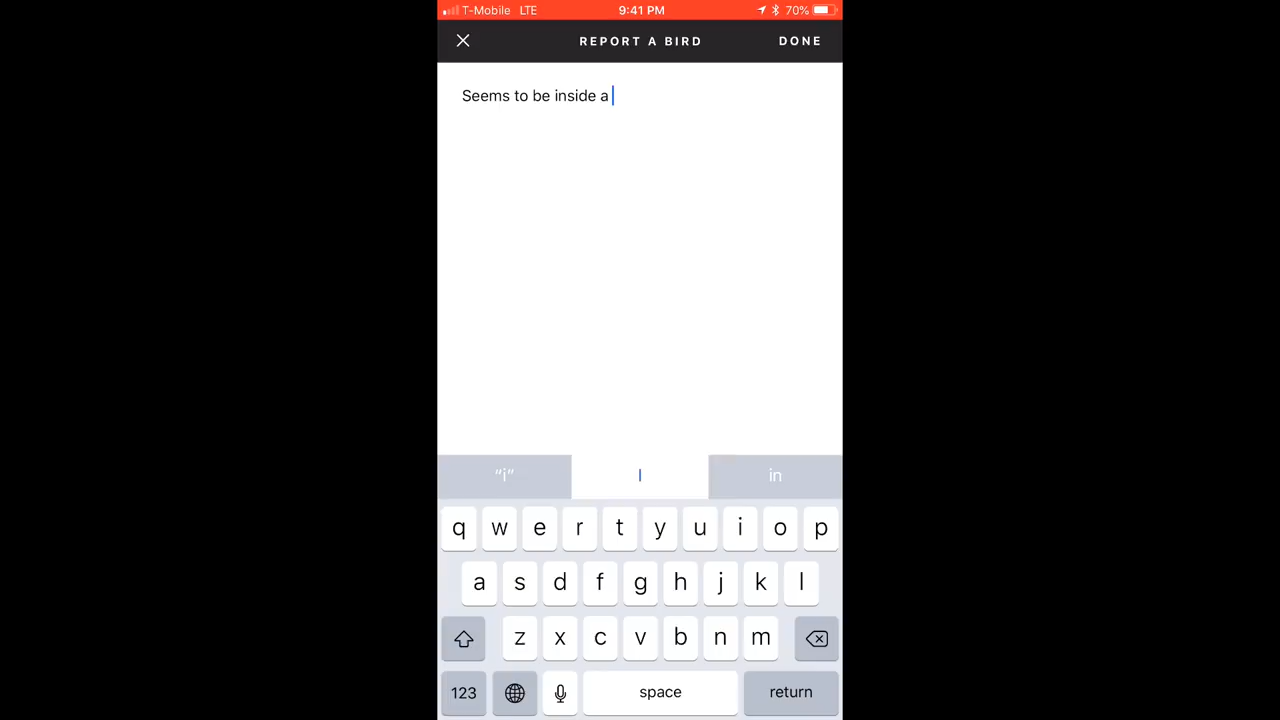 T-Mobile LTE 9:41 PM 70%
REPORT A BIRD DONE
Seems to be inside a
"i" I in
q w e r t y u i o p
a s d f g h j k l
z x c v b n m
123 space return